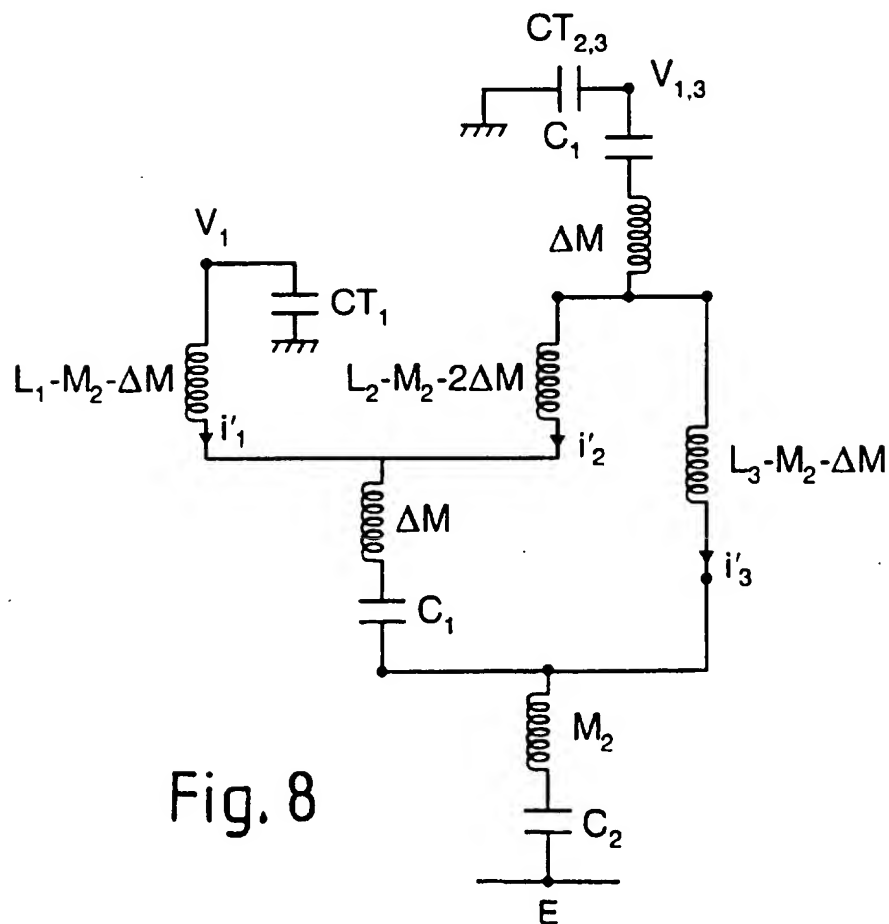 CT₂,₃
V₁,₃
C₁
ΔM
V₁
CT₁
L₁-M₂-ΔM
L₂-M₂-2ΔM
L₃-M₂-ΔM
i'₁
i'₂
ΔM
i'₃
C₁
M₂
C₂
Fig. 8
E